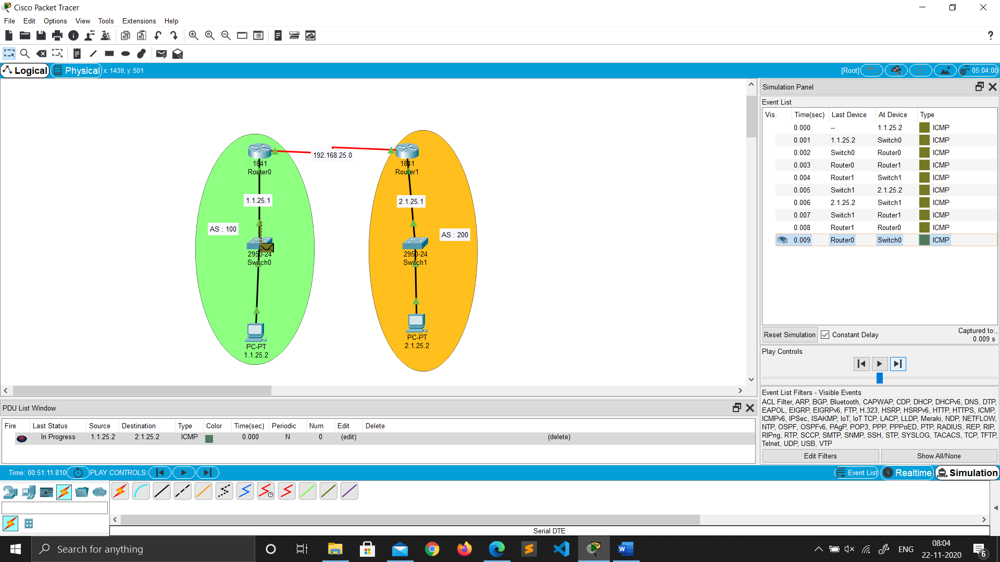 Cisco Packet Tracer
File Edit Options View Tools Extensions Help
?
Logical Physical x: 1439, y: 501 [Root] 05:04:00
Simulation Panel
Event List
Vis. Time(sec) Last Device At Device Type
0.000 -- 1.1.25.2 ICMP
0.001 1.1.25.2 Switch0 ICMP
0.002 Switch0 Router0 ICMP
0.003 Router0 Router1 ICMP
0.004 Router1 Switch1 ICMP
0.005 Switch1 2.1.25.2 ICMP
0.006 2.1.25.2 Switch1 ICMP
0.007 Switch1 Router1 ICMP
0.008 Router1 Router0 ICMP
0.009 Router0 Switch0 ICMP
Reset Simulation Constant Delay Captured to:
0.009 s
Play Controls
Event List Filters - Visible Events
ACL Filter, ARP, BGP, Bluetooth, CAPWAP, CDP, DHCP, DHCPv6, DNS, DTP,
EAPOL, EIGRP, EIGRPv6, FTP, H.323, HSRP, HSRPv6, HTTP, HTTPS, ICMP,
ICMPv6, IPSec, ISAKMP, IoT, IoT TCP, LACP, LLDP, Meraki, NDP, NETFLOW,
NTP, OSPF, OSPFv6, PAgP, POP3, PPP, PPPoED, PTP, RADIUS, REP, RIP,
RIPng, RTP, SCCP, SMTP, SNMP, SSH, STP, SYSLOG, TACACS, TCP, TFTP,
Telnet, UDP, USB, VTP
Edit Filters Show All/None
192.168.25.0
1841
Router0
1841
Router1
1.1.25.1
2.1.25.1
AS : 100
AS : 200
2950-24
Switch0
2950-24
Switch1
PC-PT
1.1.25.2
PC-PT
2.1.25.2
PDU List Window
Fire Last Status Source Destination Type Color Time(sec) Periodic Num Edit Delete
In Progress 1.1.25.2 2.1.25.2 ICMP 0.000 N 0 (edit) (delete)
Time: 00:51:11.810 PLAY CONTROLS: Event List Realtime Simulation
Serial DTE
Search for anything
ENG
08:04
22-11-2020
6